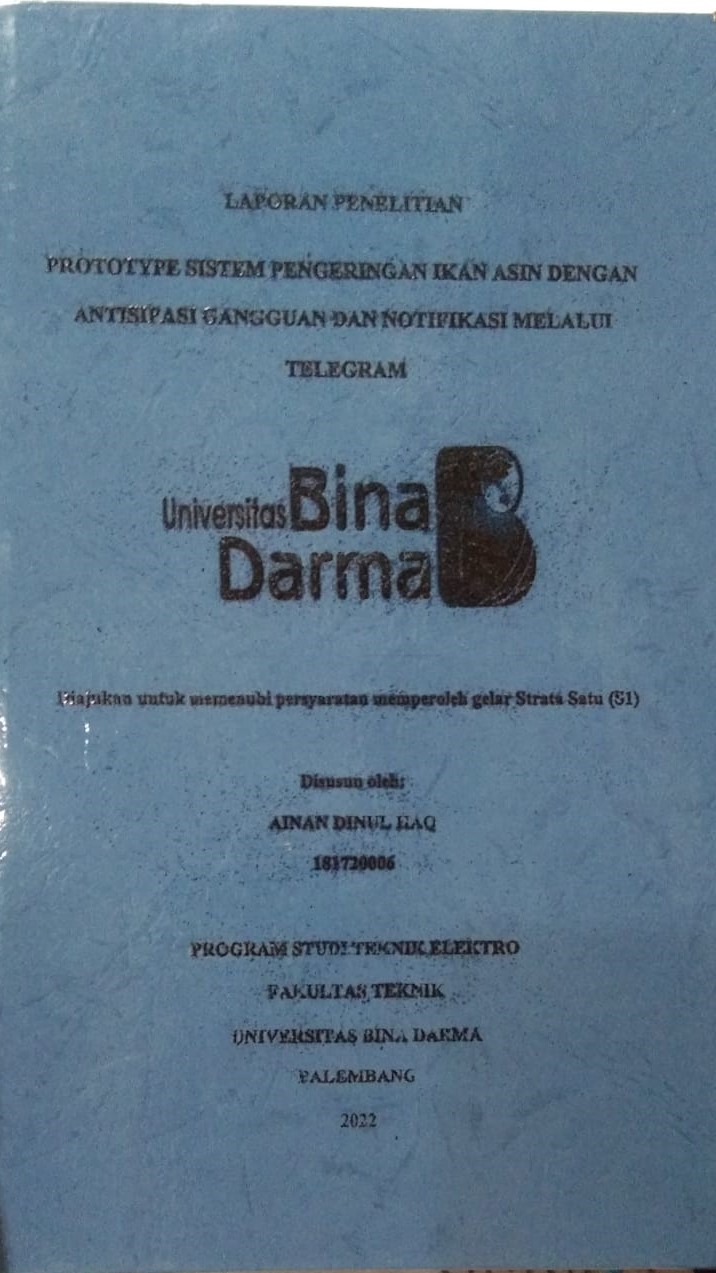 LAPORAN PENELITIAN
PROTOTYPE SISTEM PENGERINGAN IKAN ASIN DENGAN
ANTISIPASI GANGGUAN DAN NOTIFIKASI MELALUI
TELEGRAM
Universitas Bina
Darma
Diajukan untuk memenuhi persyaratan memperoleh gelar Strata Satu (S1)
Disusun oleh:
AINAN DINUL HAQ
181720006
PROGRAM STUDI TEKNIK ELEKTRO
FAKULTAS TEKNIK
UNIVERSITAS BINA DARMA
PALEMBANG
2022